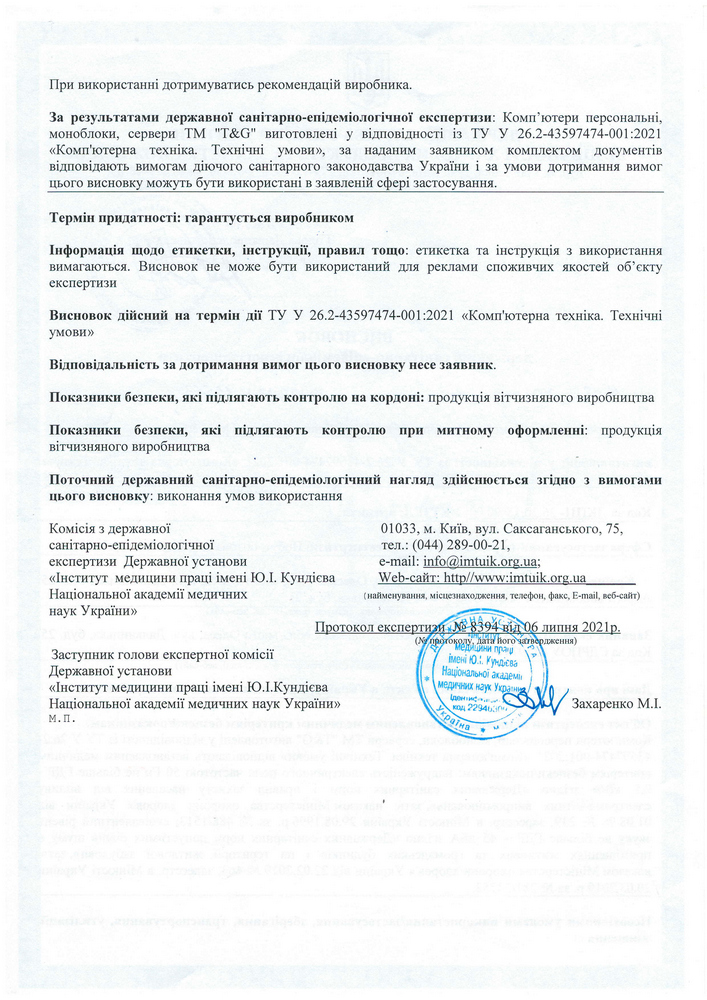 При використанні дотримуватись рекомендацій виробника.
За результатами державної санітарно-епідеміологічної експертизи: Комп’ютери персональні,
моноблоки, сервери ТМ "T&G" виготовлені у відповідності із ТУ У 26.2-43597474-001:2021
«Комп'ютерна техніка. Технічні умови», за наданим заявником комплектом документів
відповідають вимогам діючого санітарного законодавства України і за умови дотримання вимог
цього висновку можуть бути використані в заявленій сфері застосування.
Термін придатності: гарантується виробником
Інформація щодо етикетки, інструкції, правил тощо: етикетка та інструкція з використання
вимагаються. Висновок не може бути використаний для реклами споживчих якостей об’єкту
експертизи
Висновок дійсний на термін дії ТУ У 26.2-43597474-001:2021 «Комп'ютерна техніка. Технічні
умови»
Відповідальність за дотримання вимог цього висновку несе заявник.
Показники безпеки, які підлягають контролю на кордоні: продукція вітчизняного виробництва
Показники безпеки, які підлягають контролю при митному оформленні: продукція
вітчизняного виробництва
Поточний державний санітарно-епідеміологічний нагляд здійснюється згідно з вимогами
цього висновку: виконання умов використання
Комісія з державної 01033, м. Київ, вул. Саксаганського, 75,
санітарно-епідеміологічної тел.: (044) 289-00-21,
експертизи Державної установи e-mail: info@imtuik.org.ua;
«Інститут медицини праці імені Ю.І. Кундієва Web-сайт: http//www:imtuik.org.ua
Національної академії медичних (найменування, місцезнаходження, телефон, факс, E-mail, веб-сайт)
наук України»
Протокол експертизи № 8394 від 06 липня 2021р.
(№ протоколу, дата його затвердження)
Заступник голови експертної комісії
Державної установи
«Інститут медицини праці імені Ю.І.Кундієва
Національної академії медичних наук України» Захаренко М.І.
м.п.
ДЕРЖАВНА УСТАНОВА
Інститут
медицини праці
імені Ю.І. Кундієва
Національної академії
медичних наук України
код
Україна